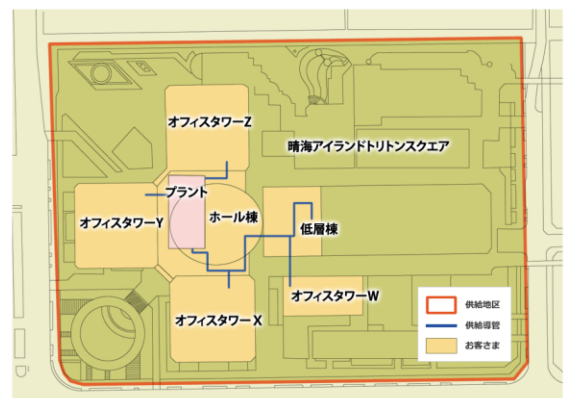 オフィスタワーZ
晴海アイランドトリトンスクエア
プラント
オフィスタワーY
ホール棟
低層棟
オフィスタワーX
オフィスタワーW
供給地区
供給導管
お客さま